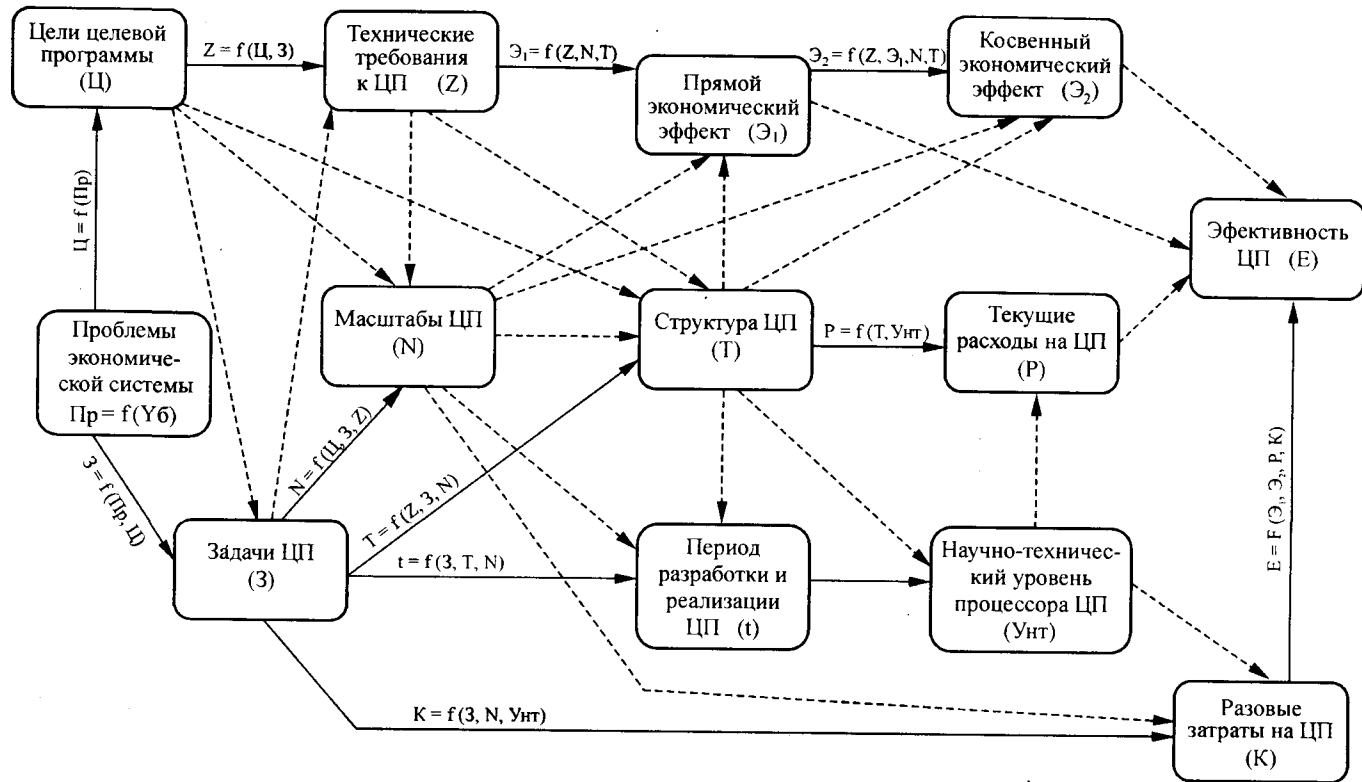 Цели целевой
программы
(Ц)
Z = f (Ц, З)
Технические
требования
к ЦП (Z)
Э₁= f (Z,N,T)
Прямой
экономический
эффект (Э₁)
Э₂= f (Z, Э₁,N,T)
Косвенный
экономический
эффект (Э₂)
Ц = f (Пр)
Эфективность
ЦП (E)
Проблемы
экономиче-
ской системы
Пр = f (Yб)
Масштабы ЦП
(N)
Структура ЦП
(T)
P = f (T, Унт)
Текущие
расходы на ЦП
(P)
З = f (Пр, Ц)
N = f (Ц, З, Z)
T = f (Z, З, N)
E = F (Э₁, Э₂, P, K)
Задачи ЦП
(З)
t = f (З, T, N)
Период
разработки и
реализации
ЦП (t)
Научно-техничес-
кий уровень
процессора ЦП
(Унт)
K = f (З, N, Унт)
Разовые
затраты на ЦП
(K)